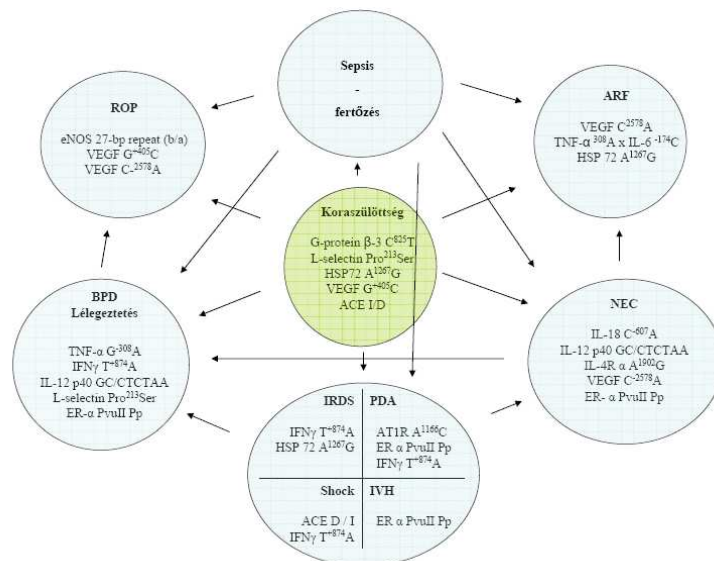 Sepsis
-
fertőzés
ROP
eNOS 27-bp repeat (b/a)
VEGF G⁺⁴⁰⁵C
VEGF C-²⁵⁷⁸A
ARF
VEGF C²⁵⁷⁸A
TNF-α ³⁰⁸A x IL-6 ⁻¹⁷⁴C
HSP 72 A¹²⁶⁷G
Koraszülöttség
G-protein β-3 C⁸²⁵T
L-selectin Pro²¹³Ser
HSP72 A¹²⁶⁷G
VEGF G⁺⁴⁰⁵C
ACE I/D
BPD
Lélegeztetés
TNF-α G⁻³⁰⁸A
IFNγ T⁺⁸⁷⁴A
IL-12 p40 GC/CTCTAA
L-selectin Pro²¹³Ser
ER-α PvuII Pp
NEC
IL-18 C⁻⁶⁰⁷A
IL-12 p40 GC/CTCTAA
IL-4R α A¹⁹⁰²G
VEGF C⁻²⁵⁷⁸A
ER- α PvuII Pp
IRDS
IFNγ T⁺⁸⁷⁴A
HSP 72 A¹²⁶⁷G
PDA
AT1R A¹¹⁶⁶C
ER α PvuII Pp
IFNγ T⁺⁸⁷⁴A
Shock
ACE D / I
IFNγ T⁺⁸⁷⁴A
IVH
ER α PvuII Pp